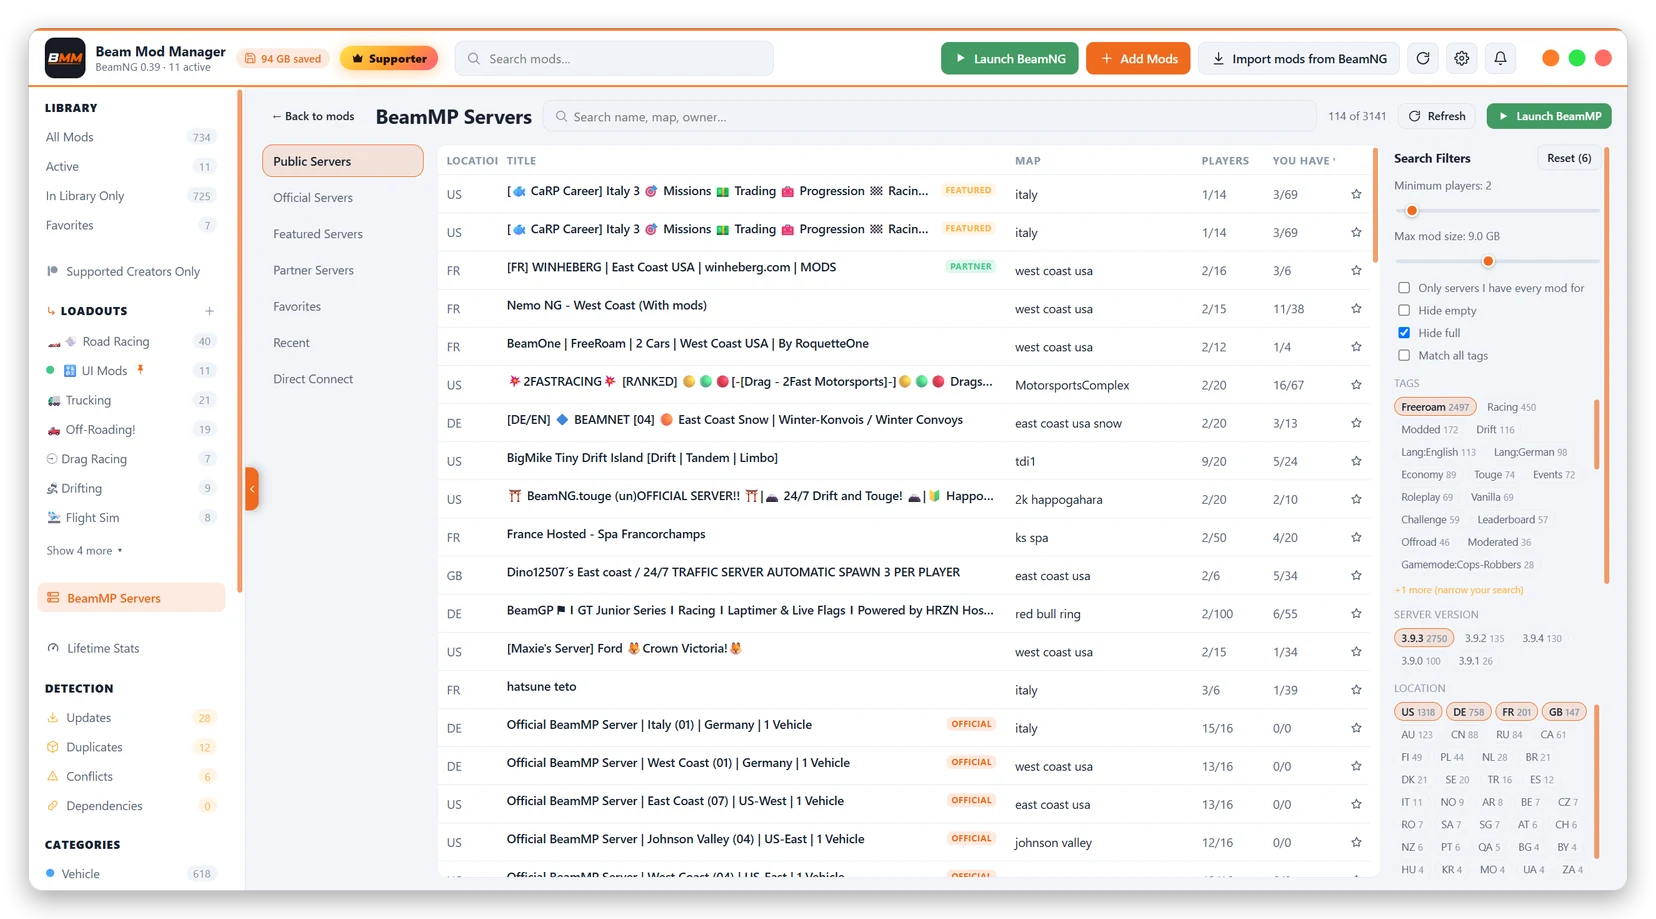 BMM
Beam Mod Manager
BeamNG 0.39 · 11 active
94 GB saved
Supporter
Search mods...
Launch BeamNG
Add Mods
Import mods from BeamNG
LIBRARY
All Mods 734
Active 11
In Library Only 725
Favorites 7
Supported Creators Only
LOADOUTS
Road Racing 40
UI Mods 11
Trucking 21
Off-Roading! 19
Drag Racing 7
Drifting 9
Flight Sim 8
Show 4 more
BeamMP Servers
Lifetime Stats
DETECTION
Updates 28
Duplicates 12
Conflicts 6
Dependencies 0
CATEGORIES
Vehicle 618
← Back to mods
BeamMP Servers
Search name, map, owner...
114 of 3141
Refresh
Launch BeamMP
Public Servers
Official Servers
Featured Servers
Partner Servers
Favorites
Recent
Direct Connect
LOCATIOI TITLE MAP PLAYERS YOU HAVE
US [🐟 CaRP Career] Italy 3 🎯 Missions 💵 Trading 👛 Progression 🏁 Racin... FEATURED italy 1/14 3/69
US [🐟 CaRP Career] Italy 3 🎯 Missions 💵 Trading 👛 Progression 🏁 Racin... FEATURED italy 1/14 3/69
FR [FR] WINHEBERG | East Coast USA | winheberg.com | MODS PARTNER west coast usa 2/16 3/6
FR Nemo NG - West Coast (With mods) west coast usa 2/15 11/38
FR BeamOne | FreeRoam | 2 Cars | West Coast USA | By RoquetteOne west coast usa 2/12 1/4
US 💥2FASTRACING💥 [RΛNKΞD] 🟡🟢🔴[-[Drag - 2Fast Motorsports]-]🟡🟢🔴 Drags... MotorsportsComplex 2/20 16/67
DE [DE/EN] 🔷 BEAMNET [04] 🟠 East Coast Snow | Winter-Konvois / Winter Convoys east coast usa snow 2/20 3/13
US BigMike Tiny Drift Island [Drift | Tandem | Limbo] tdi1 9/20 5/24
US ⛩️ BeamNG.touge (un)OFFICIAL SERVER!! ⛩️|🗻 24/7 Drift and Touge! 🗻|🔰 Happo... 2k happogahara 2/20 2/10
FR France Hosted - Spa Francorchamps ks spa 2/50 4/20
GB Dino12507´s East coast / 24/7 TRAFFIC SERVER AUTOMATIC SPAWN 3 PER PLAYER east coast usa 2/6 5/34
DE BeamGP 🏴 I GT Junior Series I Racing I Laptimer & Live Flags I Powered by HRZN Hos... red bull ring 2/100 6/55
US [Maxie's Server] Ford 🦊Crown Victoria!🦊 west coast usa 2/15 1/34
FR hatsune teto italy 3/6 1/39
DE Official BeamMP Server | Italy (01) | Germany | 1 Vehicle OFFICIAL italy 15/16 0/0
DE Official BeamMP Server | West Coast (01) | Germany | 1 Vehicle OFFICIAL west coast usa 13/16 0/0
US Official BeamMP Server | East Coast (07) | US-West | 1 Vehicle OFFICIAL east coast usa 13/16 0/0
US Official BeamMP Server | Johnson Valley (04) | US-East | 1 Vehicle OFFICIAL johnson valley 12/16 0/0
US Official BeamMP Server | West Coast (04) | US-East | 1 Vehicle OFFICIAL
Search Filters
Reset (6)
Minimum players: 2
Max mod size: 9.0 GB
Only servers I have every mod for
Hide empty
Hide full
Match all tags
TAGS
Freeroam 2497 Racing 450
Modded 172 Drift 116
Lang:English 113 Lang:German 98
Economy 89 Touge 74 Events 72
Roleplay 69 Vanilla 69
Challenge 59 Leaderboard 57
Offroad 46 Moderated 36
Gamemode:Cops-Robbers 28
+1 more (narrow your search)
SERVER VERSION
3.9.3 2750 3.9.2 135 3.9.4 130
3.9.0 100 3.9.1 26
LOCATION
US 1318 DE 758 FR 201 GB 147
AU 123 CN 88 RU 84 CA 61
FI 49 PL 44 NL 28 BR 21
DK 21 SE 20 TR 16 ES 12
IT 11 NO 9 AR 8 BE 7 CZ 7
RO 7 SA 7 SG 7 AT 6 CH 6
NZ 6 PT 6 QA 5 BG 4 BY 4
HU 4 KR 4 MO 4 UA 4 ZA 4